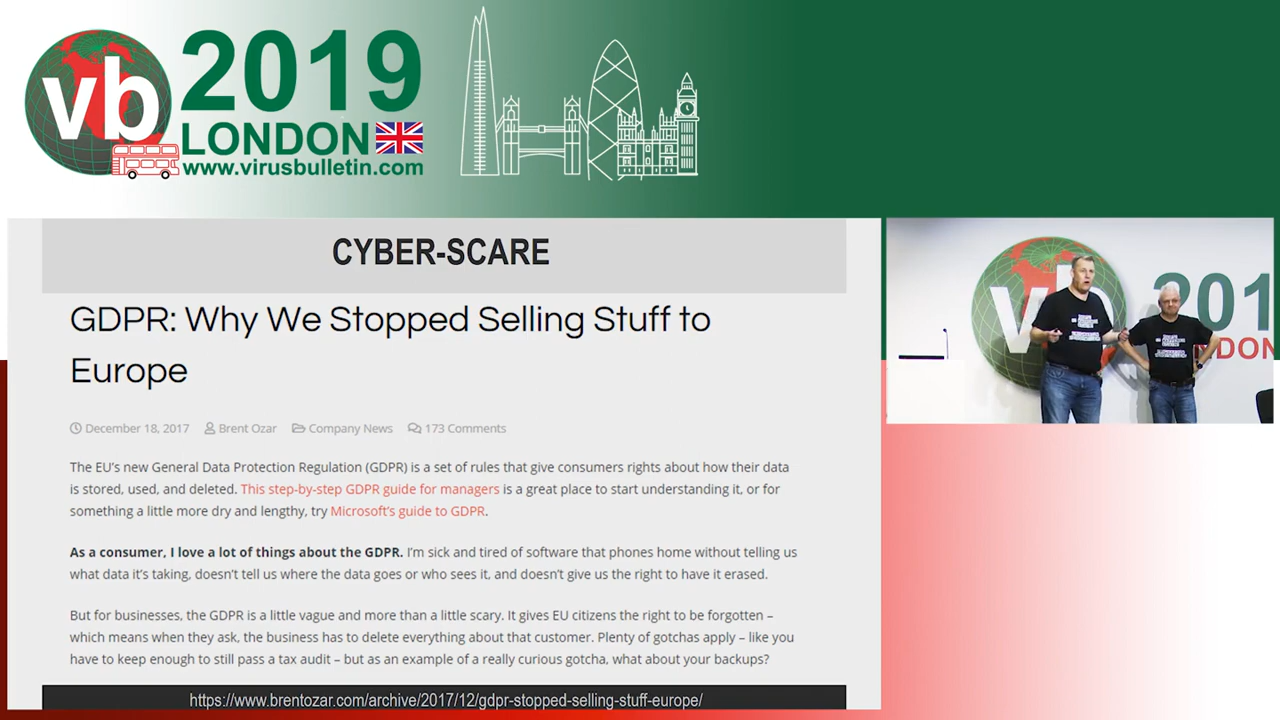 vb
2019
LONDON
www.virusbulletin.com
CYBER-SCARE
GDPR: Why We Stopped Selling Stuff to
Europe
December 18, 2017 Brent Ozar Company News 173 Comments
The EU's new General Data Protection Regulation (GDPR) is a set of rules that give consumers rights about how their data
is stored, used, and deleted. This step-by-step GDPR guide for managers is a great place to start understanding it, or for
something a little more dry and lengthy, try Microsoft's guide to GDPR.
As a consumer, I love a lot of things about the GDPR. I'm sick and tired of software that phones home without telling us
what data it's taking, doesn't tell us where the data goes or who sees it, and doesn't give us the right to have it erased.
But for businesses, the GDPR is a little vague and more than a little scary. It gives EU citizens the right to be forgotten –
which means when they ask, the business has to delete everything about that customer. Plenty of gotchas apply – like you
have to keep enough to still pass a tax audit – but as an example of a really curious gotcha, what about your backups?
https://www.brentozar.com/archive/2017/12/gdpr-stopped-selling-stuff-europe/
vb
201
NDON